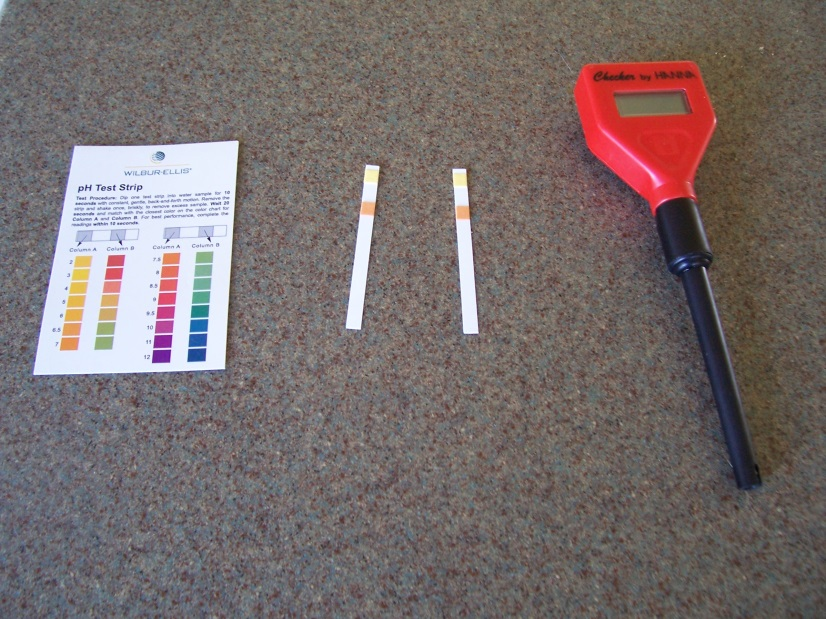 WILBUR-ELLIS®
pH Test Strip
Test Procedure: Dip one test strip into water sample for 10
seconds with constant, gentle, back-and-forth motion. Remove the
strip and shake once, briskly, to remove excess sample. Wait 20
seconds and match with the closest color on the color chart for
Column A and Column B. For best performance, complete the
readings within 10 seconds.
Column A Column B
2
3
4
5
6
6.5
7
Column A Column B
7.5
8
8.5
9
9.5
10
11
12
Checker by HANNA